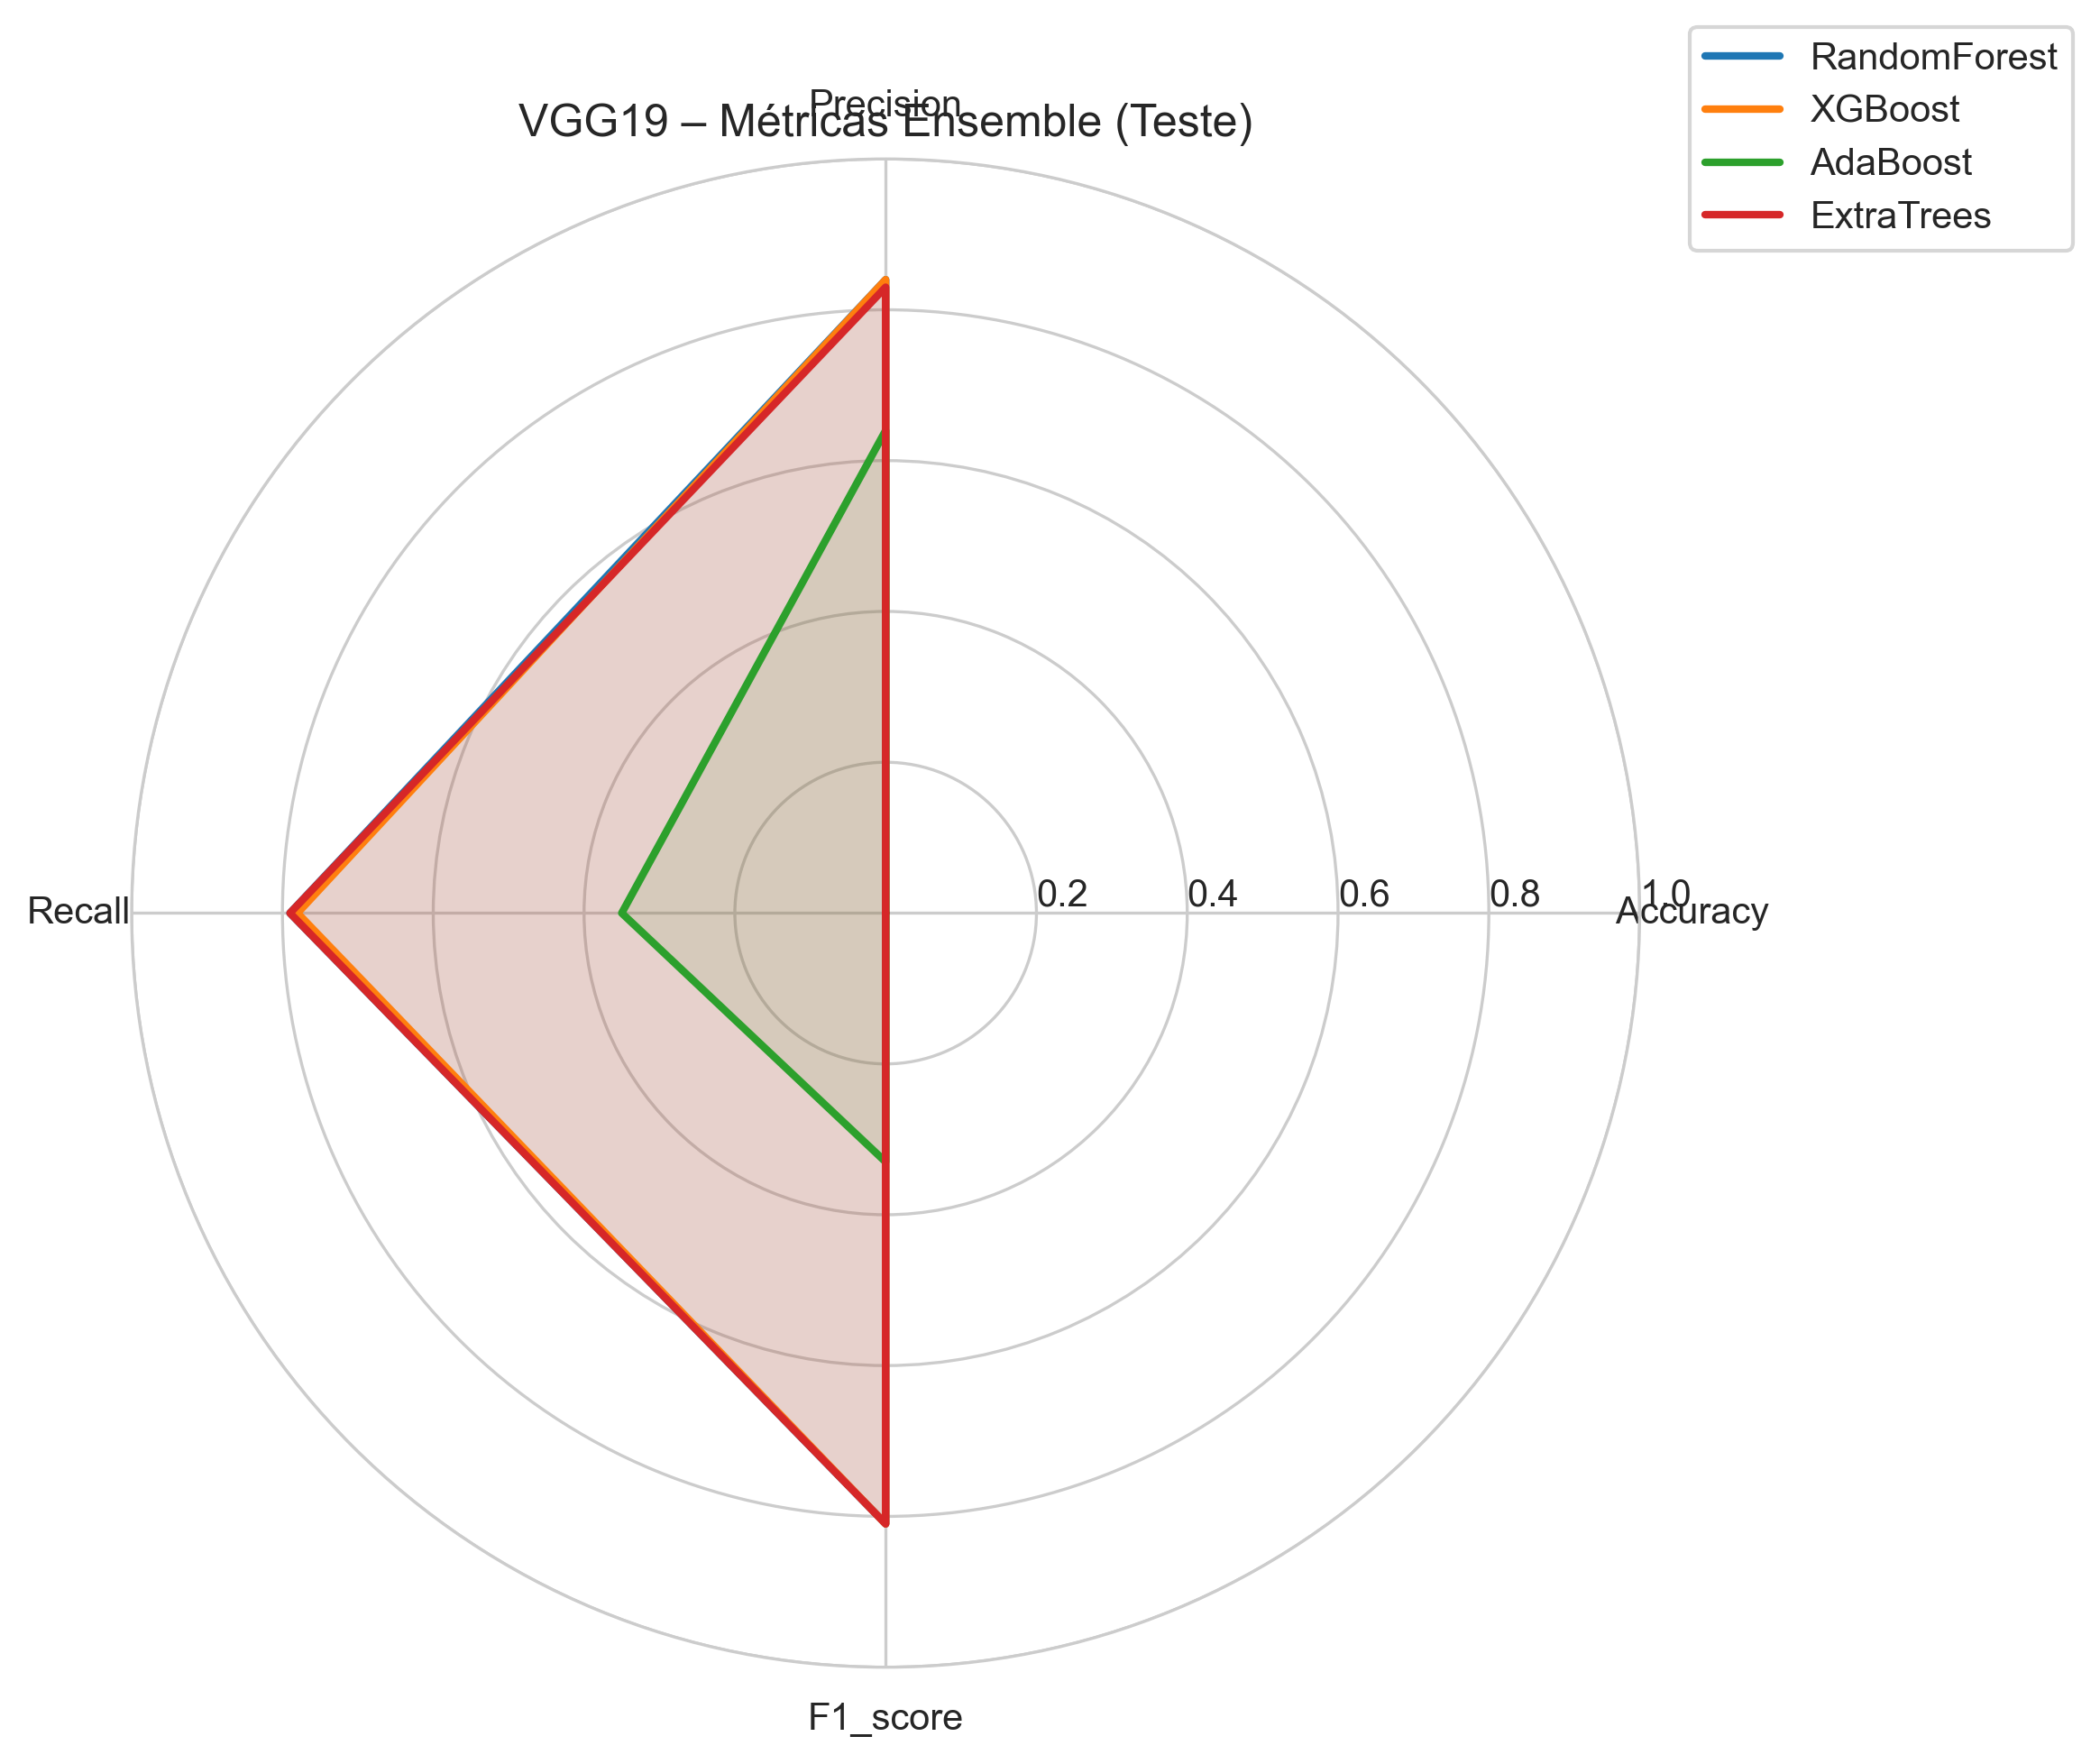 RandomForest
XGBoost
AdaBoost
ExtraTrees
Precision
VGG19 – Métricas Ensemble (Teste)
0.2
0.4
0.6
0.8
1.0
Recall
Accuracy
F1_score